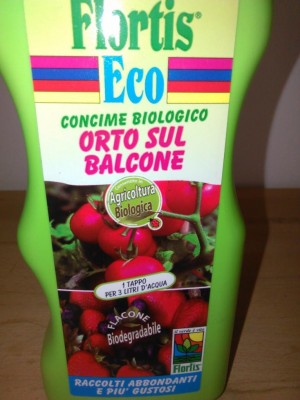 Flortis®
Eco
CONCIME BIOLOGICO
ORTO SUL
BALCONE
Agricoltura
Biologica
1 TAPPO
PER 3 LITRI D'ACQUA
FLACONE
Biodegradabile
Flortis
RACCOLTI ABBONDANTI
E PIU' GUSTOSI